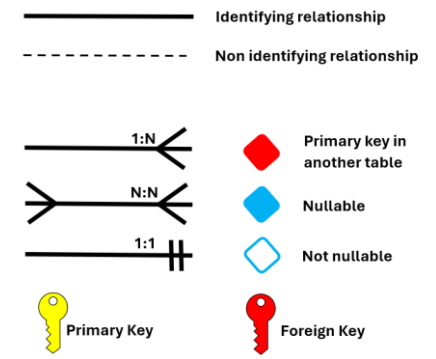 Identifying relationship
Non identifying relationship
1:N
Primary key in
another table
N:N
Nullable
1:1
Not nullable
Primary Key
Foreign Key